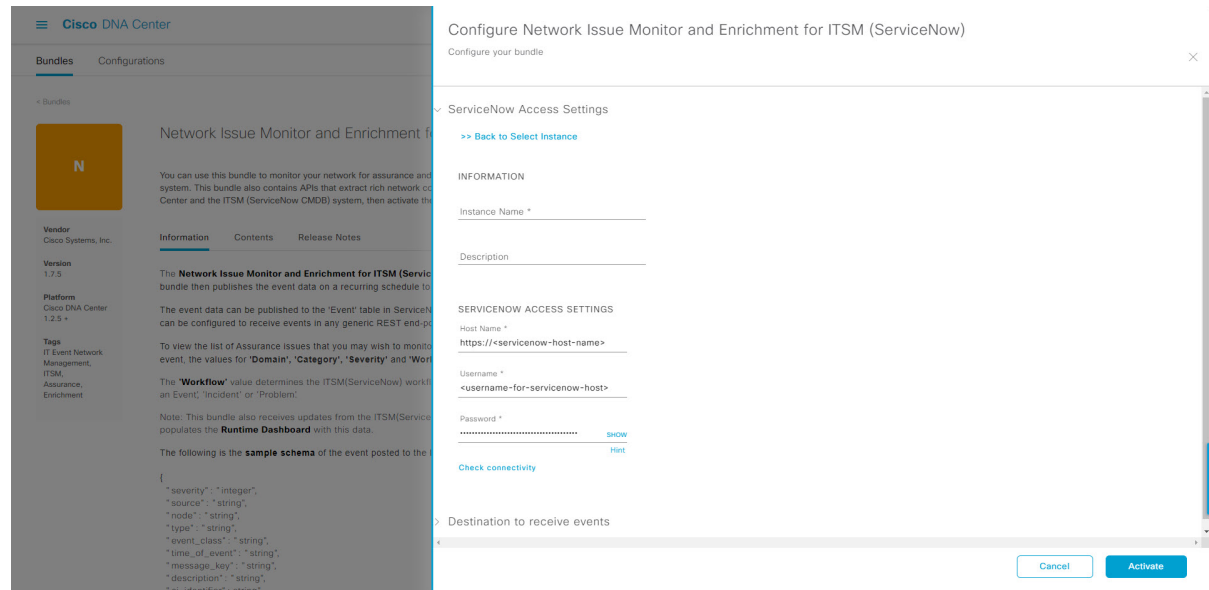 Cisco DNA Center
Bundles Configurations
< Bundles
N
Vendor
Cisco Systems, Inc.
Version
1.7.5
Platform
Cisco DNA Center
1.2.5 +
Tags
IT Event Network
Management,
ITSM,
Assurance,
Enrichment
Network Issue Monitor and Enrichment f
You can use this bundle to monitor your network for assurance and
system. This bundle also contains APIs that extract rich network co
Center and the ITSM (ServiceNow CMDB) system, then activate the
Information Contents Release Notes
The Network Issue Monitor and Enrichment for ITSM (Servic
bundle then publishes the event data on a recurring schedule to
The event data can be published to the 'Event' table in ServiceN
can be configured to receive events in any generic REST end-po
To view the list of Assurance issues that you may wish to monito
event, the values for 'Domain', 'Category', 'Severity' and 'Worl
The 'Workflow' value determines the ITSM(ServiceNow) workfl
an Event', 'Incident' or 'Problem'.
Note: This bundle also receives updates from the ITSM(Service
populates the Runtime Dashboard with this data.
The following is the sample schema of the event posted to the I
{
"severity" : "integer",
"source" : "string",
"node" : "string",
"type" : "string",
"event_class" : "string",
"time_of_event" : "string",
"message_key" : "string",
"description" : "string",
Configure Network Issue Monitor and Enrichment for ITSM (ServiceNow)
Configure your bundle
ServiceNow Access Settings
>> Back to Select Instance
INFORMATION
Instance Name *
Description
SERVICENOW ACCESS SETTINGS
Host Name *
https://<servicenow-host-name>
Username *
<username-for-servicenow-host>
Password *
SHOW
Hint
Check connectivity
Destination to receive events
Cancel Activate